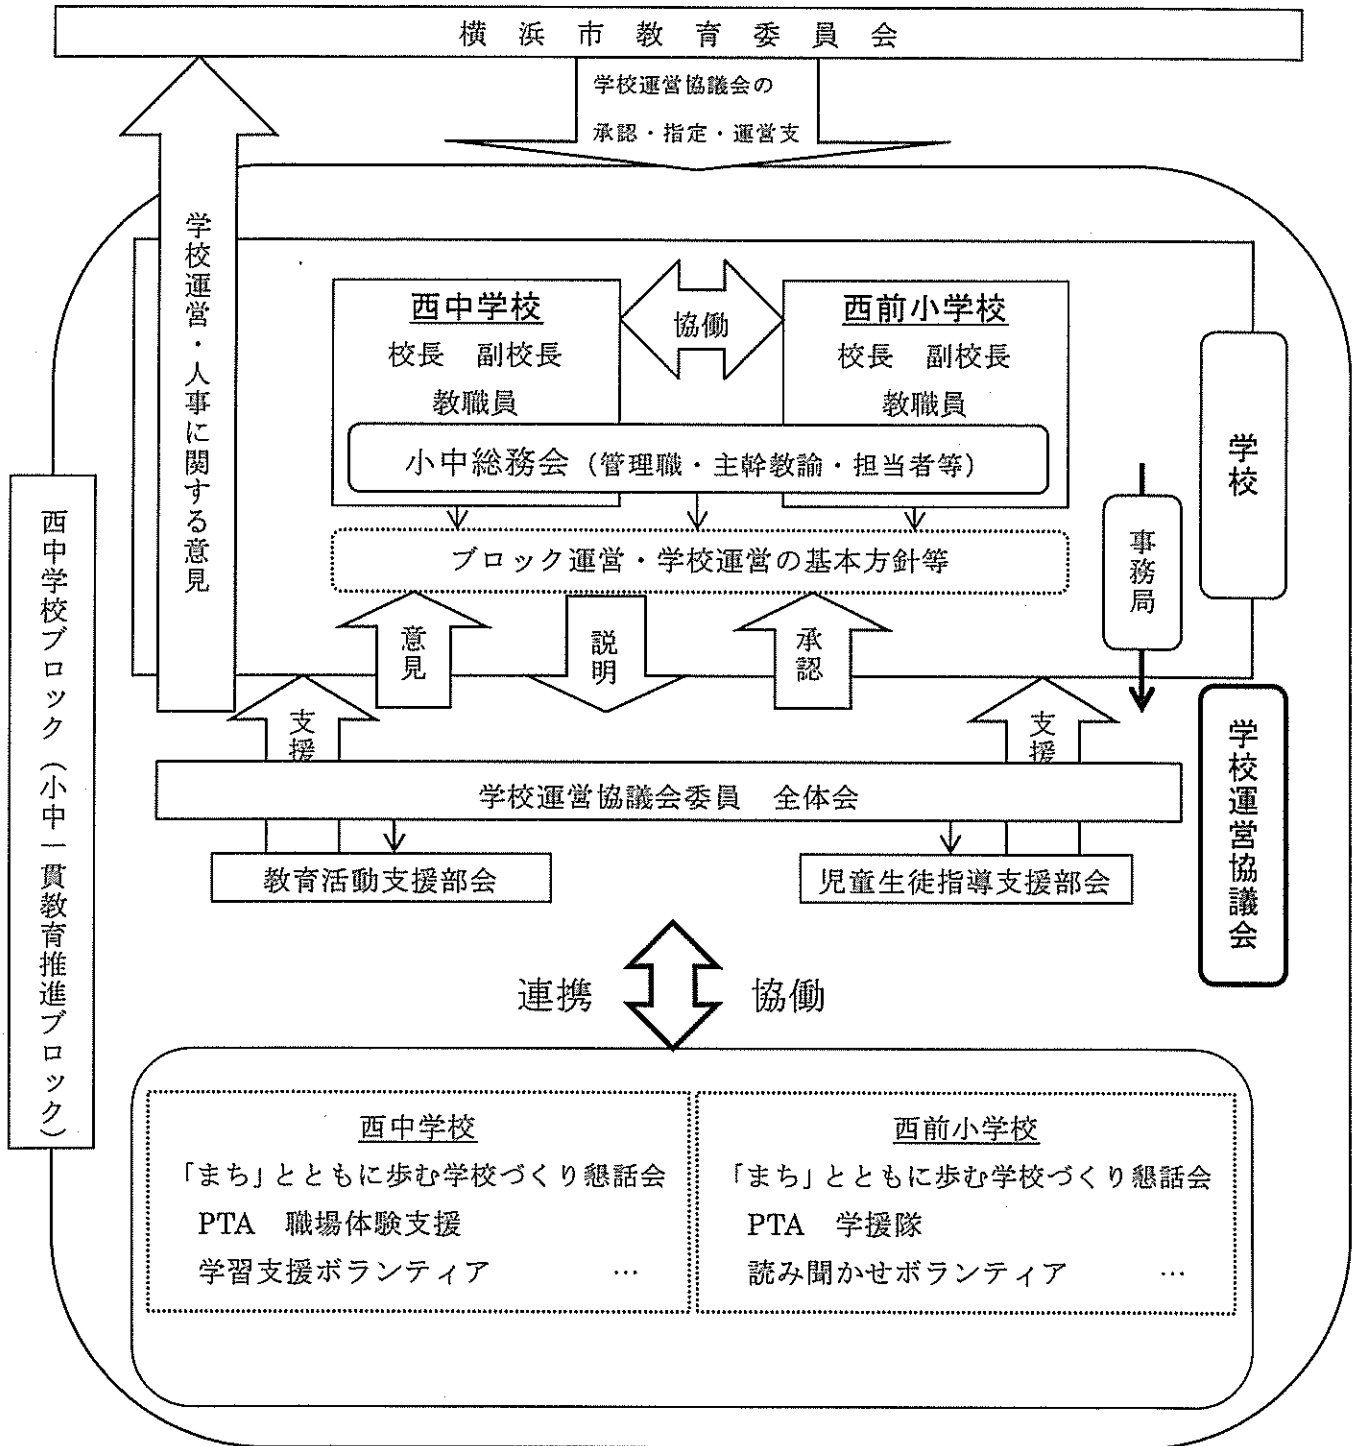 横浜市教育委員会
学校運営協議会の
承認・指定・運営支
学校運営・人事に関する意見
西中学校
校長　副校長
教職員
協働
西前小学校
校長　副校長
教職員
小中総務会（管理職・主幹教諭・担当者等）
ブロック運営・学校運営の基本方針等
事務局
学校
意見
説明
承認
西中学校ブロック（小中一貫教育推進ブロック）
支援
支援
学校運営協議会委員　全体会
教育活動支援部会
児童生徒指導支援部会
学校運営協議会
連携
協働
西中学校
「まち」とともに歩む学校づくり懇話会
PTA　職場体験支援
学習支援ボランティア　…
西前小学校
「まち」とともに歩む学校づくり懇話会
PTA　学援隊
読み聞かせボランティア　…